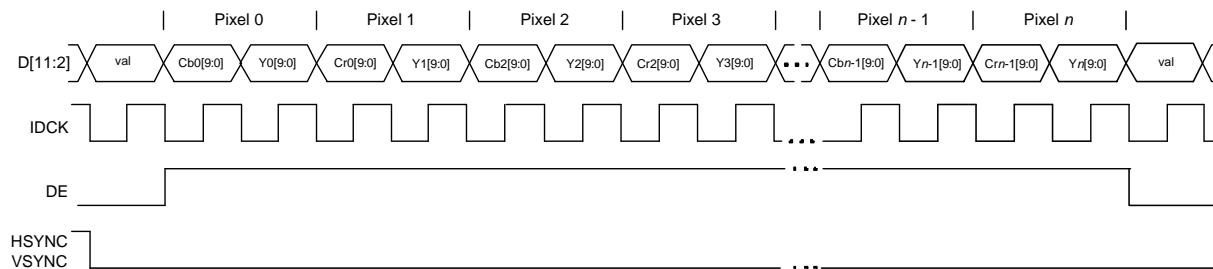 Pixel 0 Pixel 1 Pixel 2 Pixel 3 Pixel n - 1 Pixel n
D[11:2] val Cb0[9:0] Y0[9:0] Cr0[9:0] Y1[9:0] Cb2[9:0] Y2[9:0] Cr2[9:0] Y3[9:0] Cbn-1[9:0] Yn-1[9:0] Crn-1[9:0] Yn[9:0] val
IDCK
DE
HSYNC
VSYNC